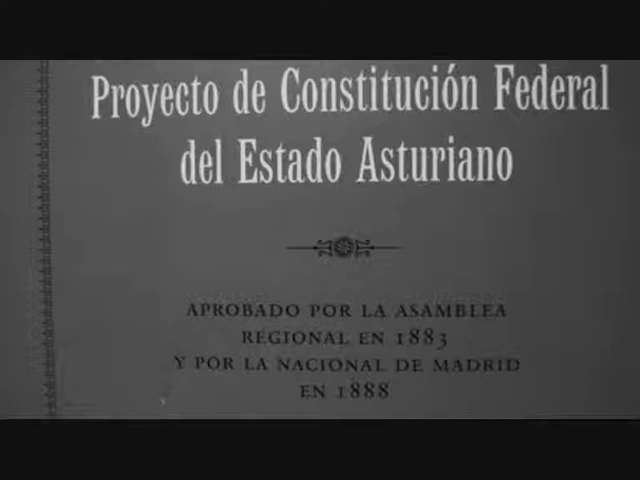 Proyecto de Constitución Federal
del Estado Asturiano
APROBADO POR LA ASAMBLEA
REGIONAL EN 1883
Y POR LA NACIONAL DE MADRID
EN 1888